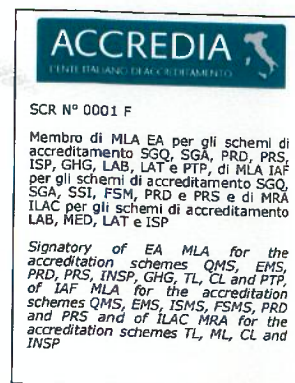 ACCREDIA
L'ENTE ITALIANO DI ACCREDITAMENTO
SCR N° 0001 F
Membro di MLA EA per gli schemi di
accreditamento SGQ, SGA, PRD, PRS,
ISP, GHG, LAB, LAT e PTP, di MLA IAF
per gli schemi di accreditamento SGQ,
SGA, SSI, FSM, PRD e PRS e di MRA
ILAC per gli schemi di accreditamento
LAB, MED, LAT e ISP
Signatory of EA MLA for the
accreditation schemes QMS, EMS,
PRD, PRS, INSP, GHG, TL, CL and PTP,
of IAF MLA for the accreditation
schemes QMS, EMS, ISMS, FSMS, PRD
and PRS and of ILAC MRA for the
accreditation schemes TL, ML, CL and
INSP